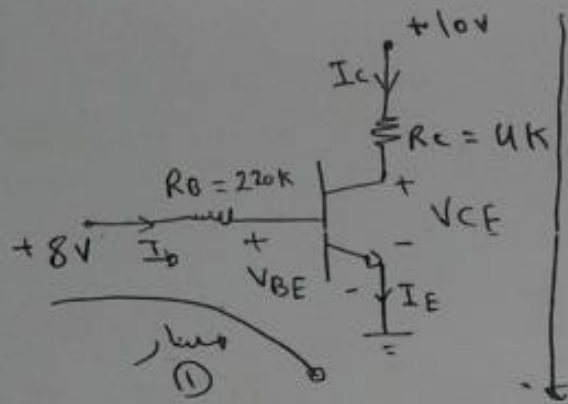 +10V
Ic
Rc = 4K
RB = 220K
+
VCE
+8V
Ib
+
-
VBE
-
IE
مسار
①